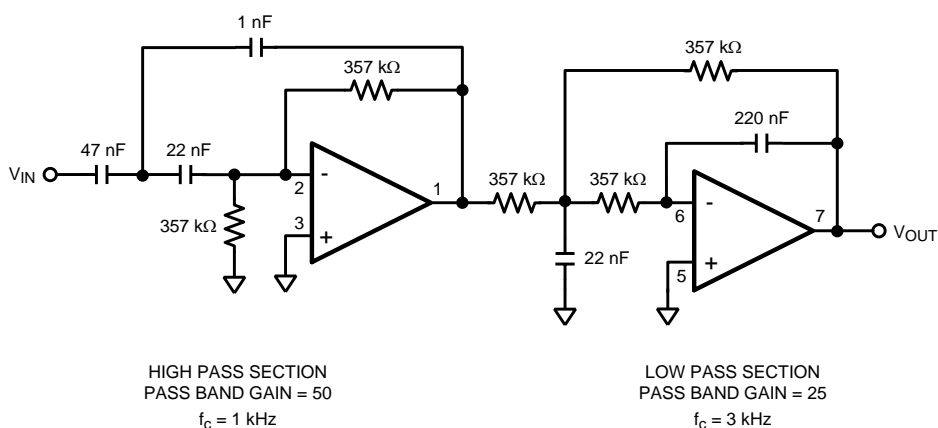 1 nF
357 kΩ
357 kΩ
220 nF
47 nF
22 nF
VIN
-
2
1
357 kΩ
357 kΩ
-
6
7
VOUT
357 kΩ
3
+
22 nF
5
+
HIGH PASS SECTION
PASS BAND GAIN = 50
fc = 1 kHz
LOW PASS SECTION
PASS BAND GAIN = 25
fc = 3 kHz